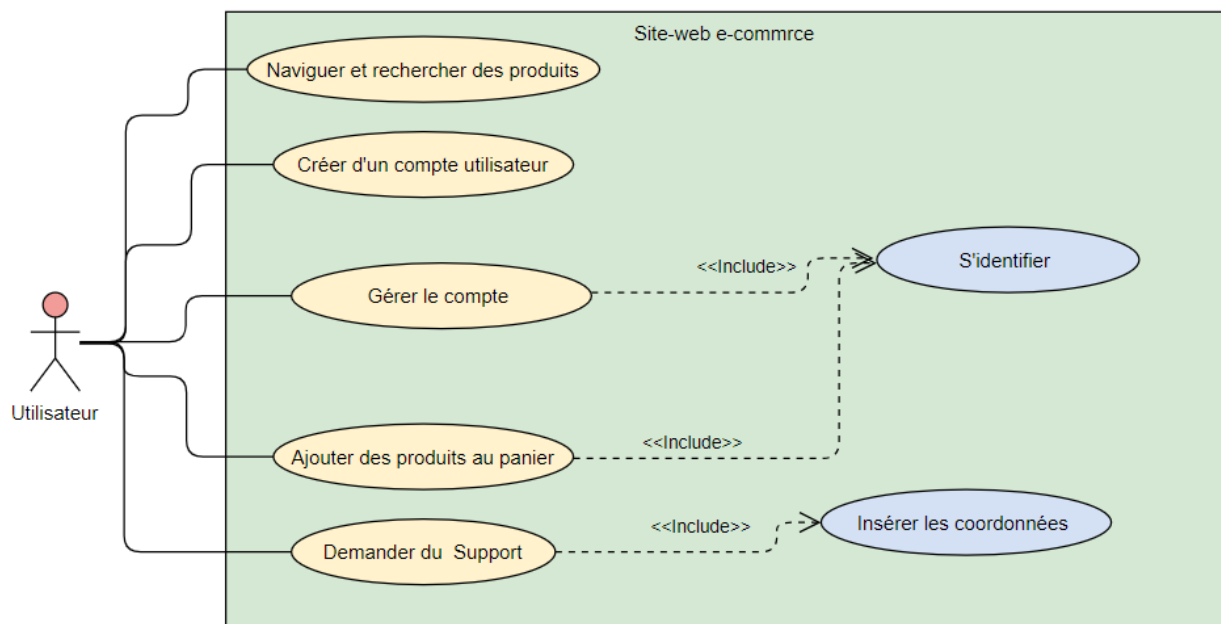 Site-web e-commrce
Naviguer et rechercher des produits
Créer d'un compte utilisateur
<<Include>>
S'identifier
Gérer le compte
Utilisateur
<<Include>>
Ajouter des produits au panier
<<Include>>
Insérer les coordonnées
Demander du  Support